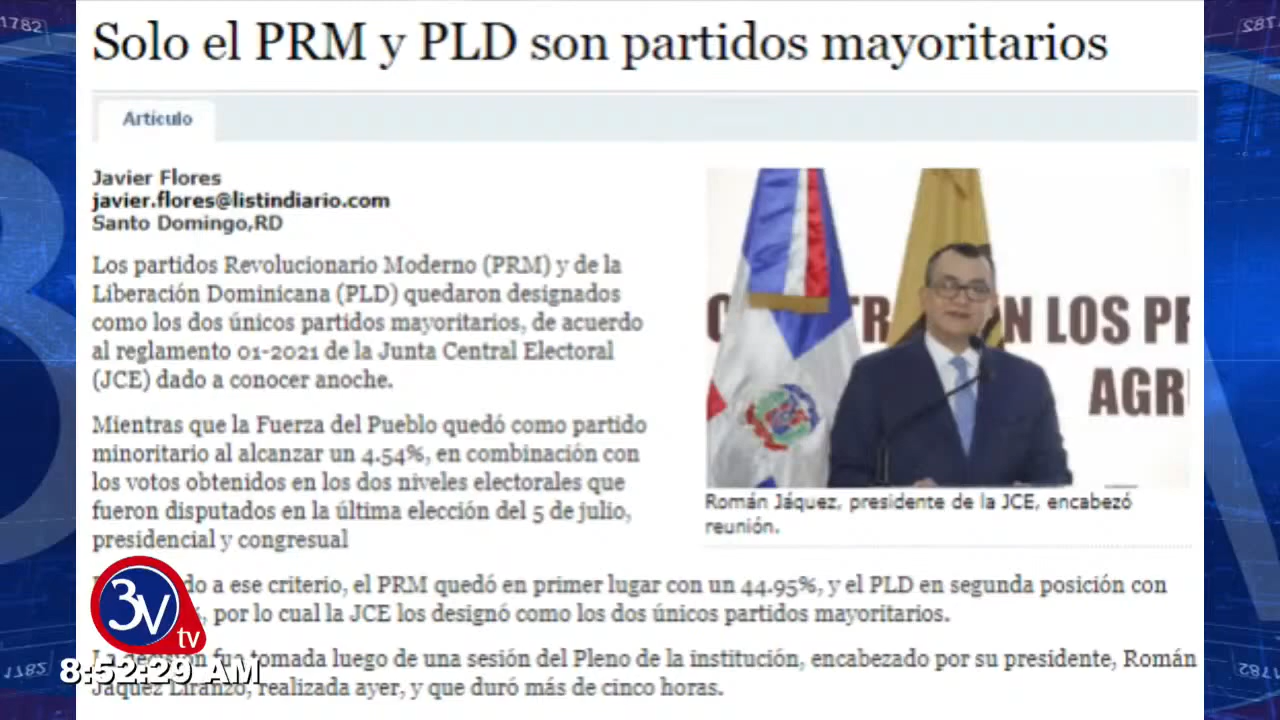 1782
Solo el PRM y PLD son partidos mayoritarios
Artículo
Javier Flores
javier.flores@listindiario.com
Santo Domingo,RD
Los partidos Revolucionario Moderno (PRM) y de la
Liberación Dominicana (PLD) quedaron designados
como los dos únicos partidos mayoritarios, de acuerdo
al reglamento 01-2021 de la Junta Central Electoral
(JCE) dado a conocer anoche.
Mientras que la Fuerza del Pueblo quedó como partido
minoritario al alcanzar un 4.54%, en combinación con
los votos obtenidos en los dos niveles electorales que
fueron disputados en la última elección del 5 de julio,
presidencial y congresual
LOS PR
AGR
Román Jáquez, presidente de la JCE, encabezó
reunión.
a ese criterio, el PRM quedó en primer lugar con un 44.95%, y el PLD en segunda posición con
, por lo cual la JCE los designó como los dos únicos partidos mayoritarios.
La decisión fue tomada luego de una sesión del Pleno de la institución, encabezado por su presidente, Román
Jáquez Liranzo, realizada ayer, y que duró más de cinco horas.
3V tv
8:52:29 AM